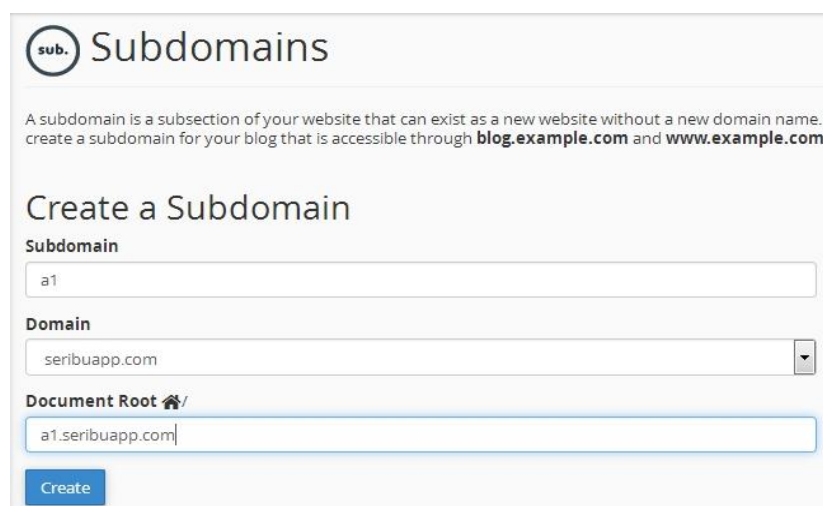 sub.
Subdomains
A subdomain is a subsection of your website that can exist as a new website without a new domain name.
create a subdomain for your blog that is accessible through blog.example.com and www.example.com
Create a Subdomain
Subdomain
a1
Domain
seribuapp.com
Document Root /
a1.seribuapp.com
Create